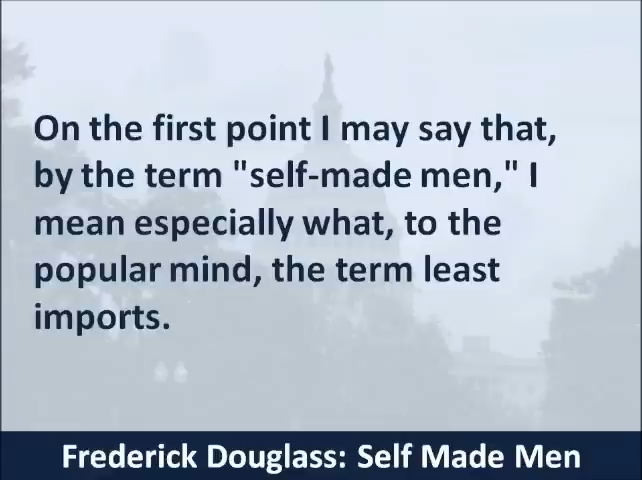 On the first point I may say that,
by the term "self-made men," I
mean especially what, to the
popular mind, the term least
imports.
Frederick Douglass: Self Made Men